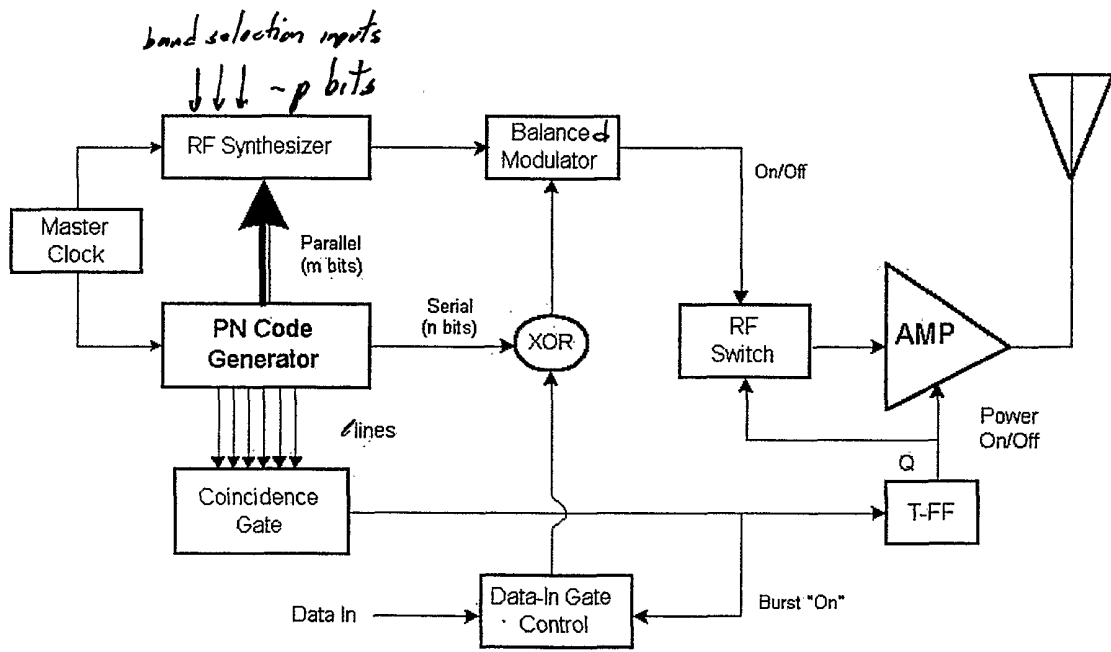 band selection inputs
~p bits
RF Synthesizer
Balanced
Modulator
On/Off
Master
Clock
Parallel
(m bits)
PN Code
Generator
Serial
(n bits)
XOR
RF
Switch
AMP
Power
On/Off
l lines
Q
Coincidence
Gate
T-FF
Data In
Data-In Gate
Control
Burst "On"